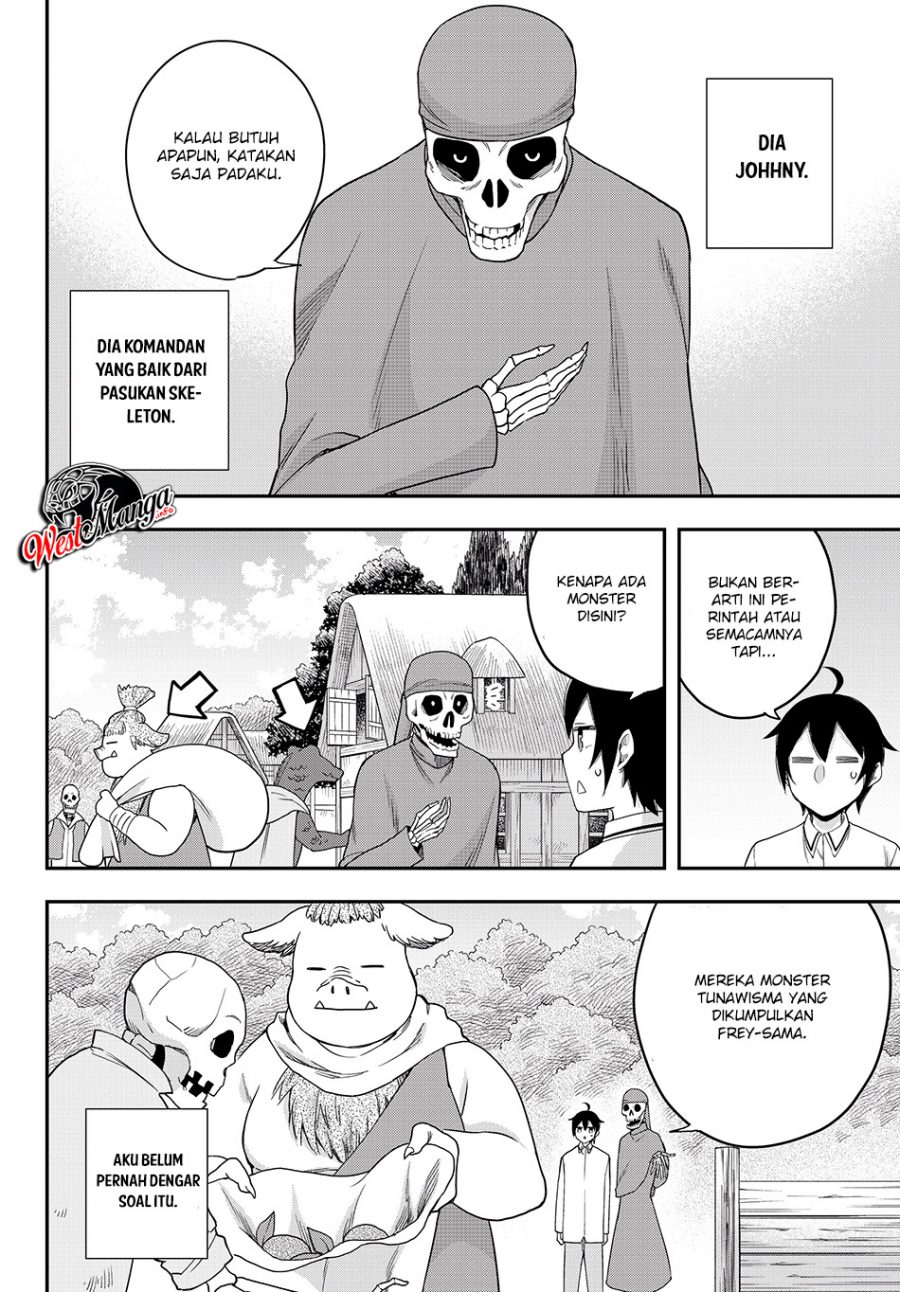 DIA
JOHHNY.
KALAU BUTUH
APAPUN, KATAKAN
SAJA PADAKU.
DIA KOMANDAN
YANG BAIK DARI
PASUKAN SKE-
LETON.
WestManga
.info
BUKAN BER-
ARTI INI PE-
RINTAH ATAU
SEMACAMNYA
TAPI...
KENAPA ADA
MONSTER
DISINI?
MEREKA MONSTER
TUNAWISMA YANG
DIKUMPULKAN
FREY-SAMA.
AKU BELUM
PERNAH DENGAR
SOAL ITU.